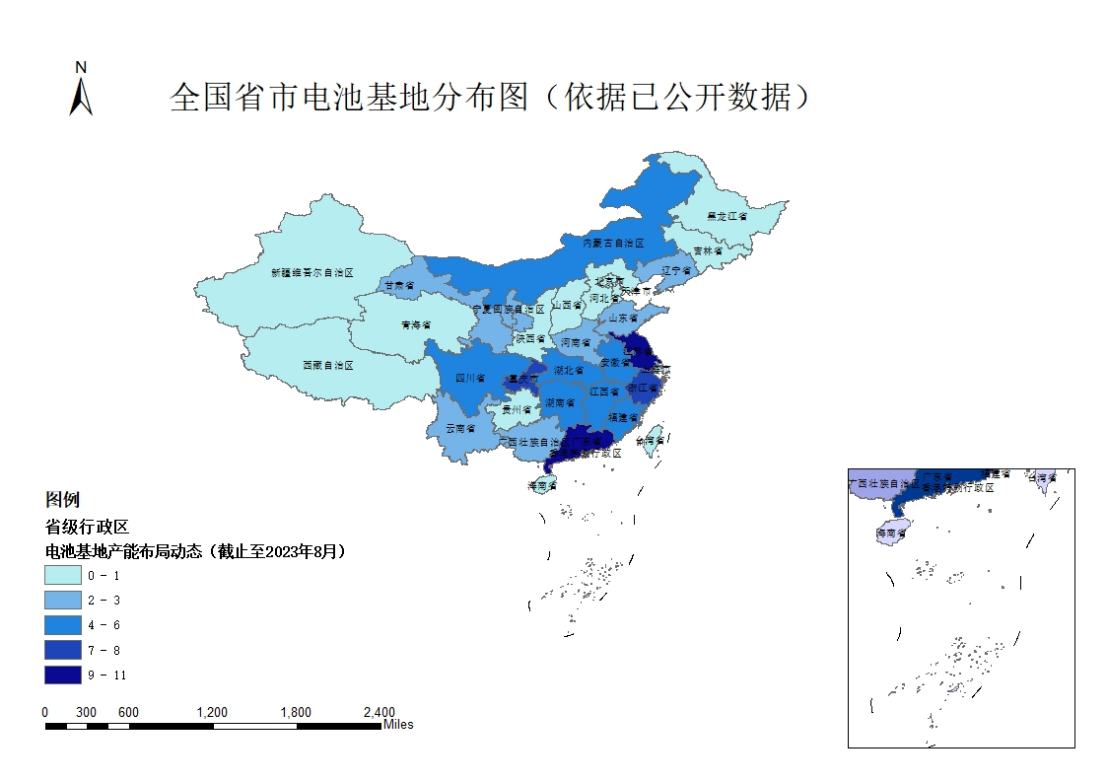 N
全国省市电池基地分布图（依据已公开数据）
黑龙江省
内蒙古自治区
吉林省
新疆维吾尔自治区
辽宁省
甘肃省
北京市
天津市
河北省
宁夏回族自治区
山西省
山东省
青海省
陕西省
河南省
江苏省
西藏自治区
安徽省
上海市
四川省
重庆市
湖北省
浙江省
江西省
湖南省
贵州省
福建省
云南省
广西壮族自治区
广东省
台湾省
香港特别行政区
海南省
广西壮族自治区
广东省
福建省
台湾省
香港特别行政区
海南省
图例
省级行政区
电池基地产能布局动态（截止至2023年8月）
0 - 1
2 - 3
4 - 6
7 - 8
9 - 11
0 300 600 1,200 1,800 2,400
Miles